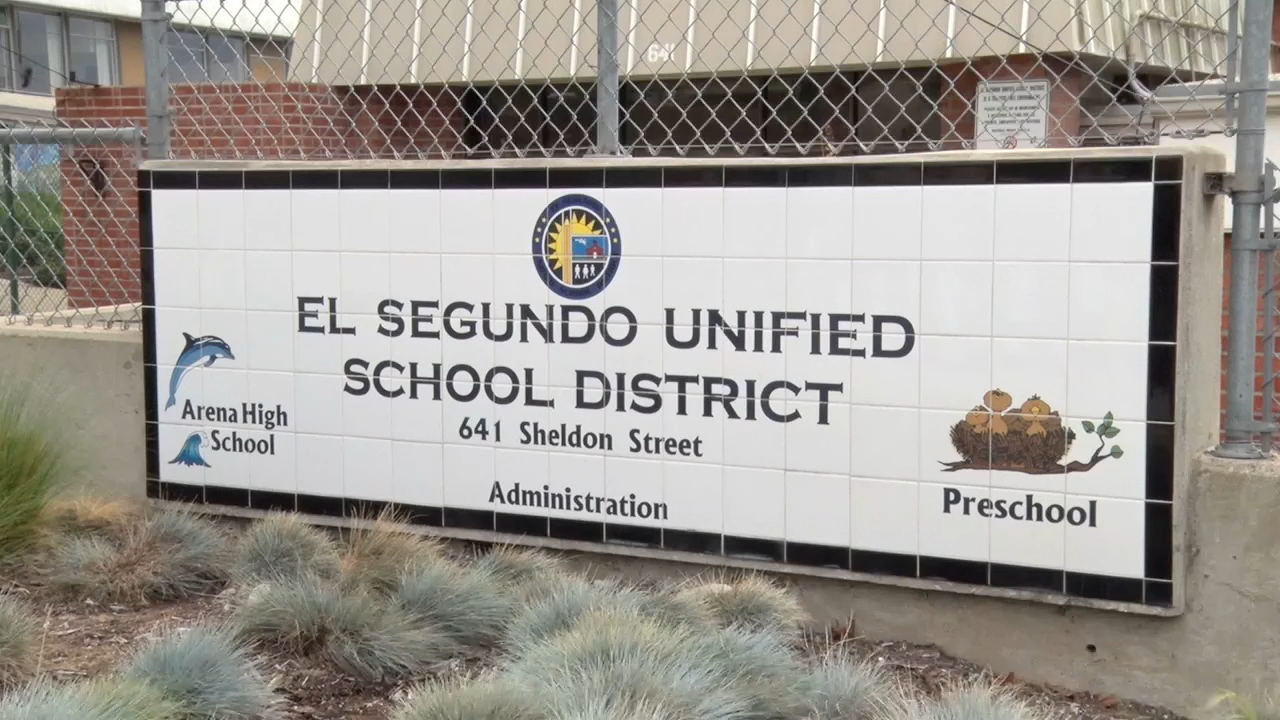 641
EL SEGUNDO UNIFIED
SCHOOL DISTRICT
641 Sheldon Street
Administration
Arena High
School
Preschool